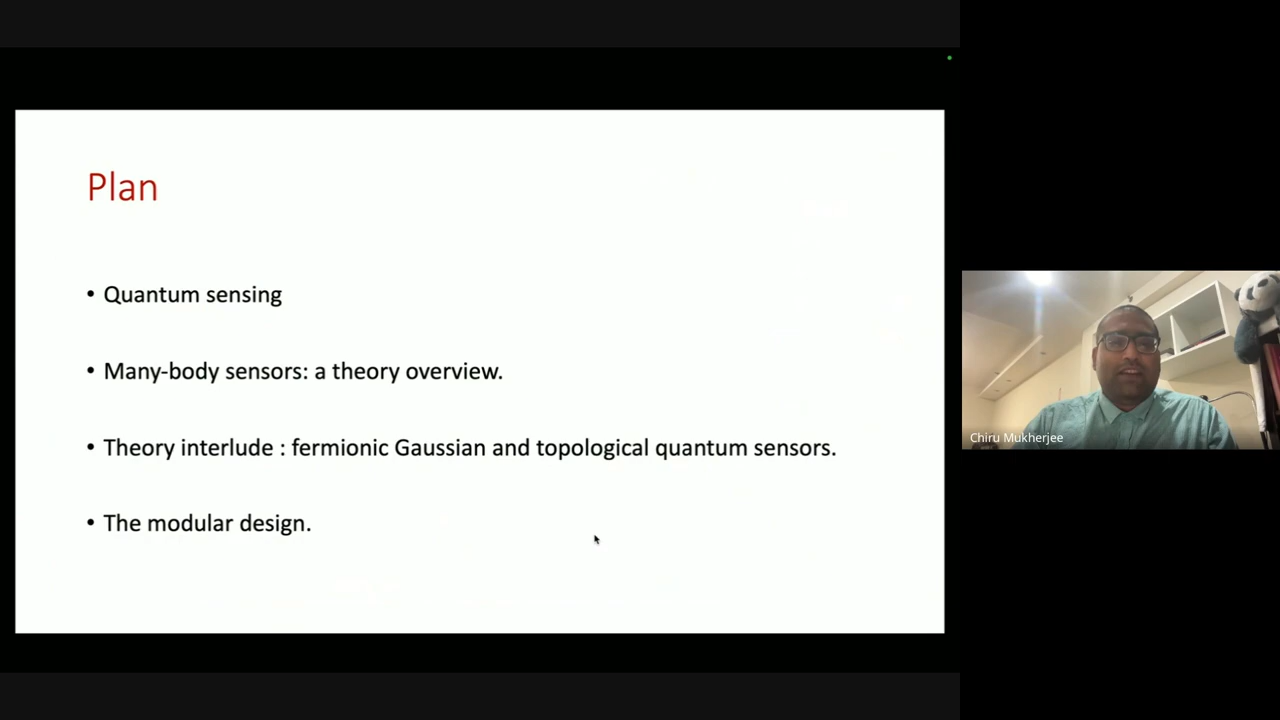 Plan
• Quantum sensing
• Many-body sensors: a theory overview.
• Theory interlude : fermionic Gaussian and topological quantum sensors.
• The modular design.
Chiru Mukherjee